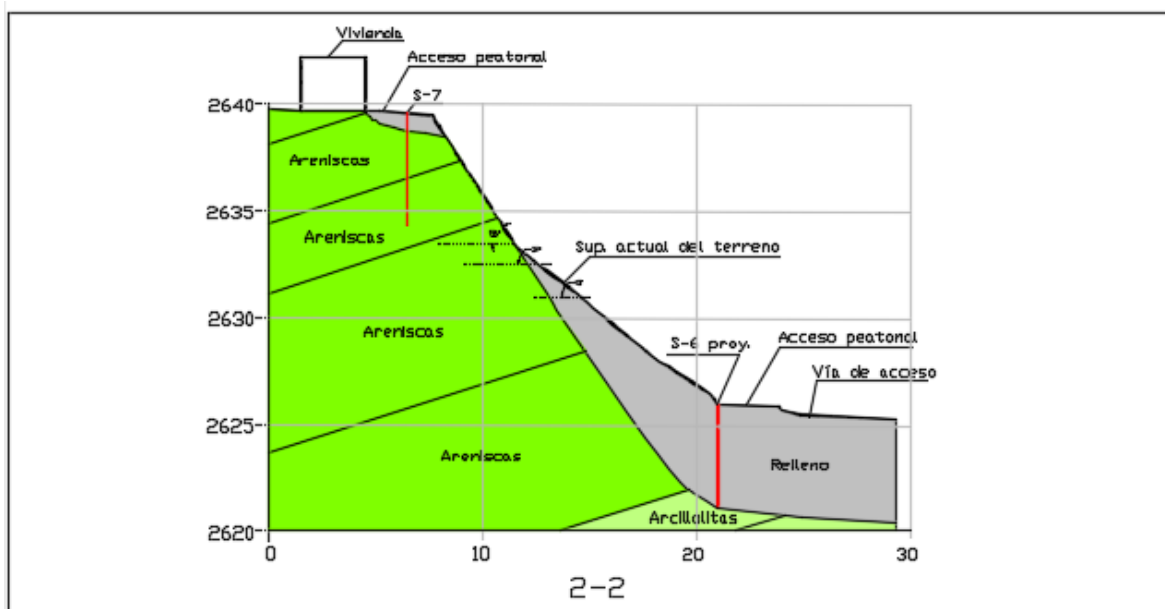 Vivienda
Acceso peatonal
2640
S-7
Areniscas
2635
Areniscas
Sup. actual del terreno
2630
Areniscas
S-6 proy.
Acceso peatonal
Vía de acceso
2625
Areniscas
Relleno
Arcillolitas
2620
0
10
20
30
2-2